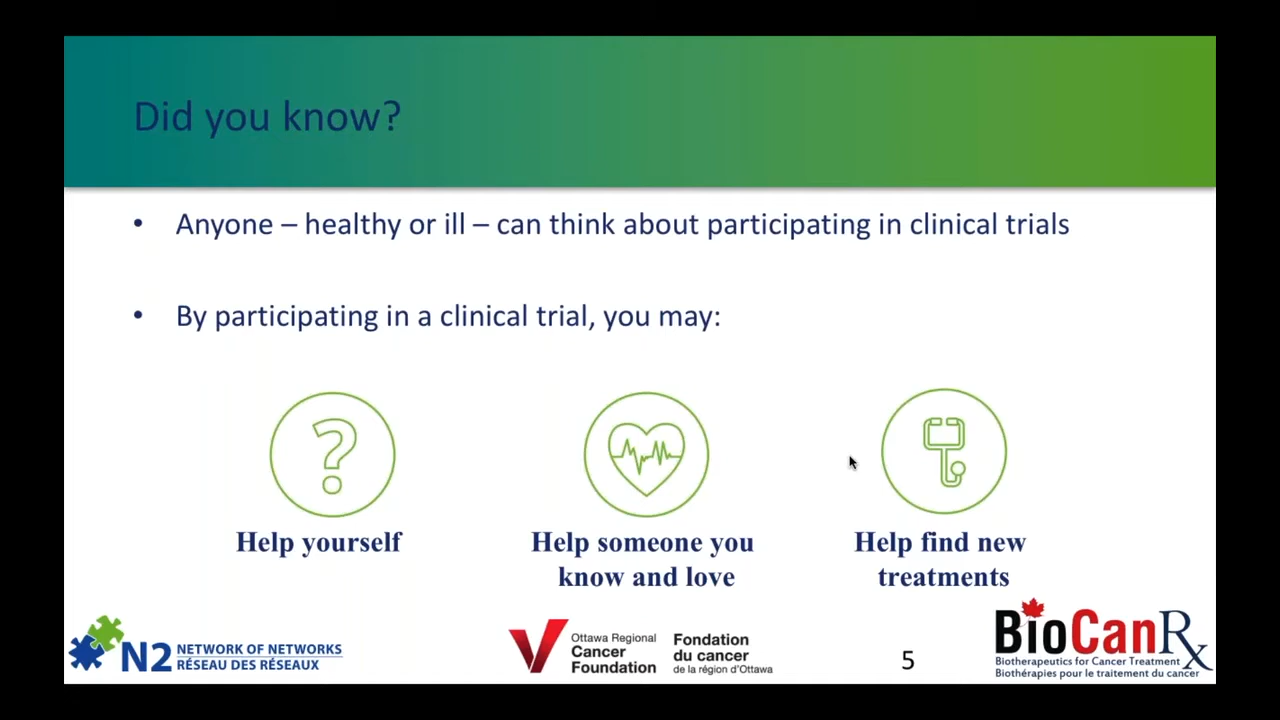 Did you know?
• Anyone – healthy or ill – can think about participating in clinical trials
• By participating in a clinical trial, you may:
?
Help yourself
Help someone you
know and love
Help find new
treatments
N2 NETWORK OF NETWORKS
RÉSEAU DES RÉSEAUX
Ottawa Regional
Cancer
Foundation
Fondation
du cancer
de la région d'Ottawa
5
BioCanRx
Biotherapeutics for Cancer Treatment
Biothérapies pour le traitement du cancer